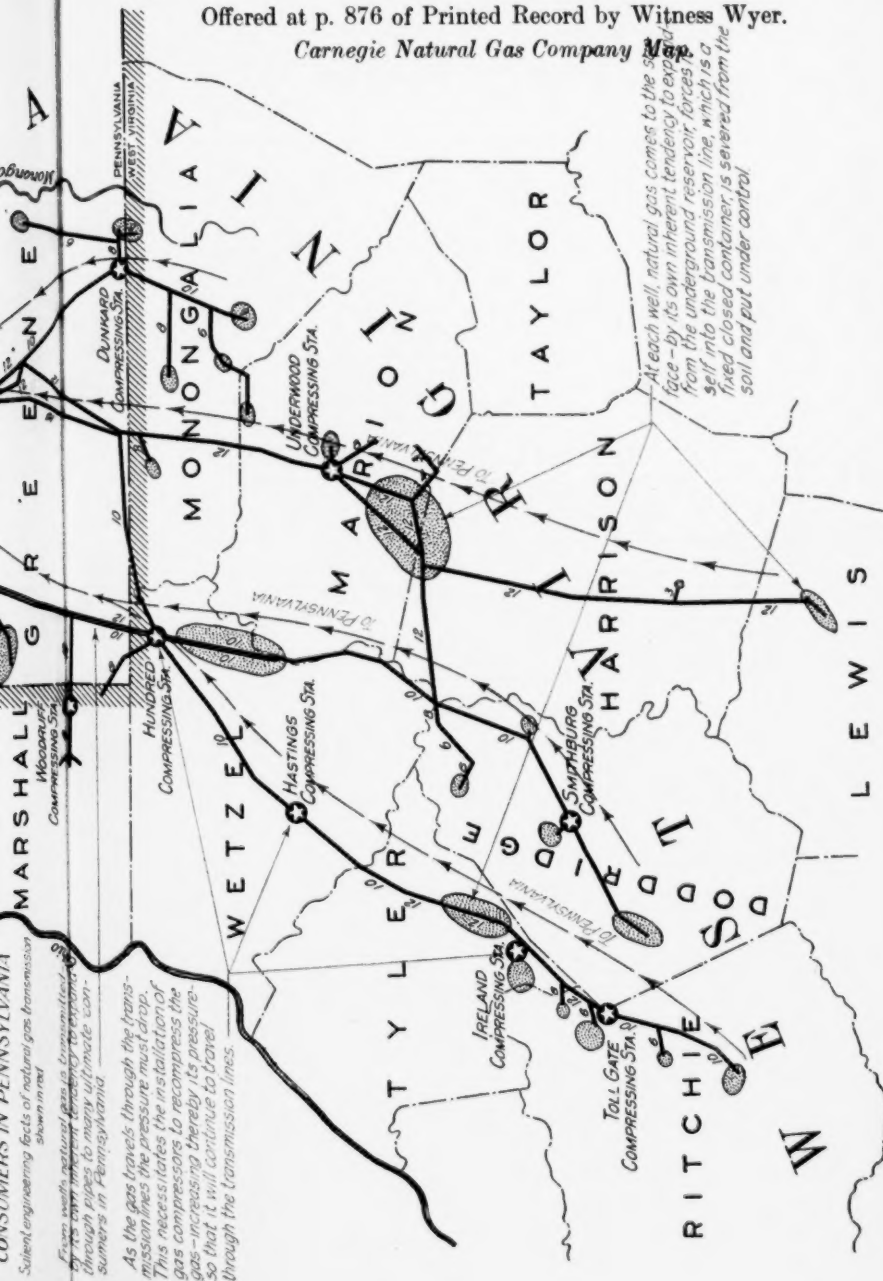 Offered at p. 876 of Printed Record by Witness Wyer.
Carnegie Natural Gas Company Map.
CONSUMERS IN PENNSYLVANIA
Salient engineering facts of natural gas transmission
shown in red
From wells natural gas is transmitted
by its own inherent tendency to expand
through pipes to many ultimate con-
sumers in Pennsylvania.
As the gas travels through the trans-
mission lines the pressure must drop.
This necessitates the installation of
gas compressors to recompress the
gas-increasing thereby its pressure-
so that it will continue to travel
through the transmission lines.
At each well, natural gas comes to the sur-
face-by its own inherent tendency to expand-
from the underground reservoir, forces it-
self into the transmission line, which is a
fixed closed container, is severed from the
soil and put under control.
PENNSYLVANIA
WEST VIRGINIA
A
WEST VIRGINIA
MARSHALL
GREENE
MONONGALIA
MARION
TAYLOR
HARRISON
LEWIS
WETZEL
TYLER
DODDRIDGE
RITCHIE
WOODRUFF
COMPRESSING STA.
HUNDRED
COMPRESSING STA.
HASTINGS
COMPRESSING STA.
DUNKARD
COMPRESSING STA.
UNDERWOOD
COMPRESSING STA.
SMITHBURG
COMPRESSING STA.
IRELAND
COMPRESSING STA.
TOLL GATE
COMPRESSING STA.
TO PENNSYLVANIA
TO PENNSYLVANIA
TO PENNSYLVANIA